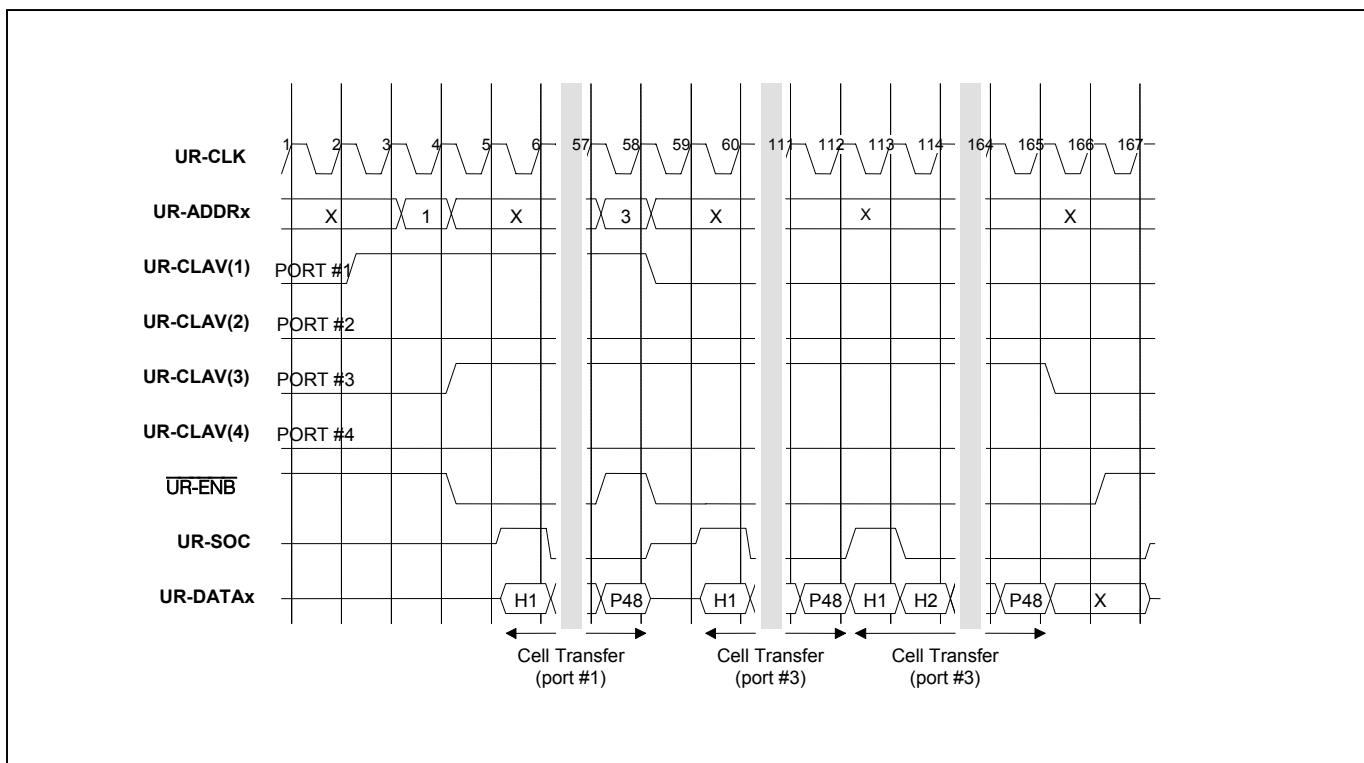 UR-CLK 1 2 3 4 5 6 57 58 59 60 111 112 113 114 164 165 166 167
UR-ADDRx X 1 X 3 X X X
UR-CLAV(1) PORT #1
UR-CLAV(2) PORT #2
UR-CLAV(3) PORT #3
UR-CLAV(4) PORT #4
UR-ENB
UR-SOC
UR-DATAx H1 P48 H1 P48 H1 H2 P48 X
Cell Transfer Cell Transfer Cell Transfer
(port #1) (port #3) (port #3)